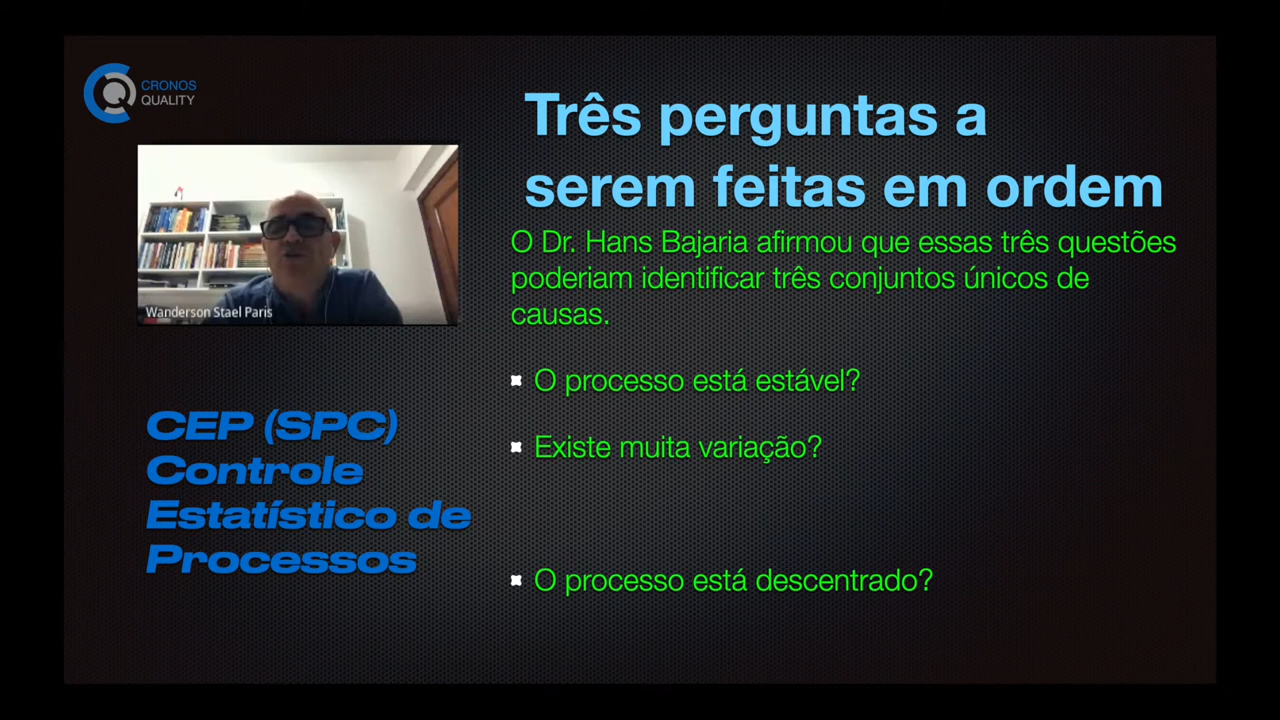 CRONOS
QUALITY
Três perguntas a
serem feitas em ordem
O Dr. Hans Bajaria afirmou que essas três questões
poderiam identificar três conjuntos únicos de
causas.
O processo está estável?
Existe muita variação?
O processo está descentrado?
Wanderson Stael Paris
CEP (SPC)
Controle
Estatístico de
Processos